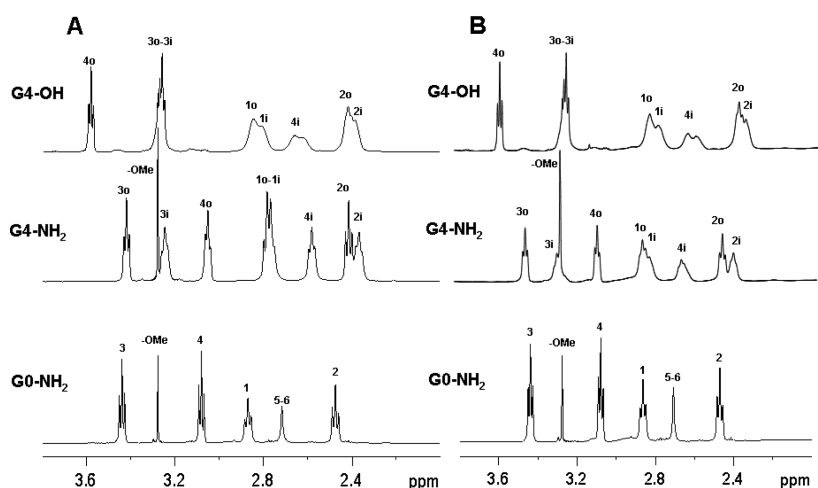 A
B
4o
3o-3i
G4-OH
1o
1i
4i
2o
2i
4o
3o-3i
G4-OH
1o
1i
4i
2o
2i
-OMe
3o
3i
4o
1o-1i
4i
2o
2i
G4-NH2
-OMe
3o
3i
4o
1o
1i
4i
2o
2i
G4-NH2
3
-OMe
4
1
5-6
2
G0-NH2
3
-OMe
4
1
5-6
2
G0-NH2
3.6 3.2 2.8 2.4 ppm
3.6 3.2 2.8 2.4 ppm